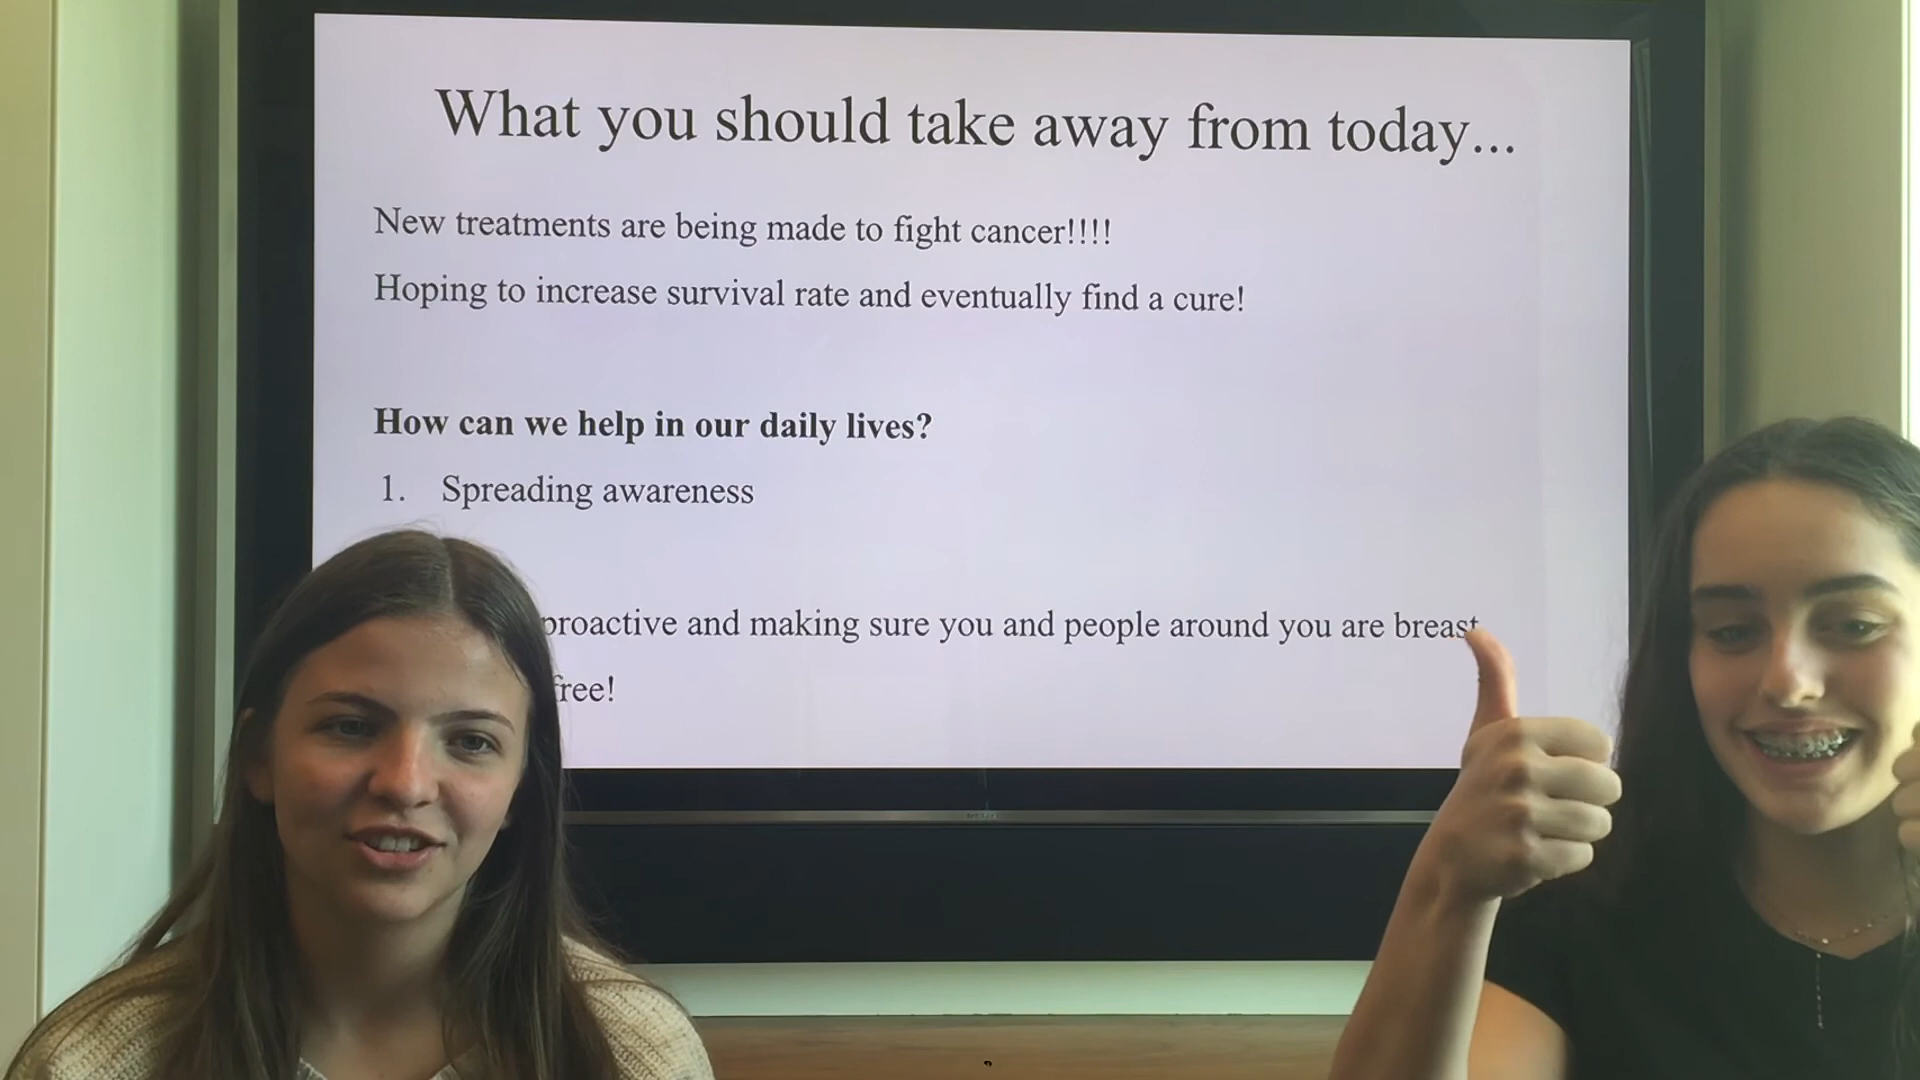 What you should take away from today...
New treatments are being made to fight cancer!!!!
Hoping to increase survival rate and eventually find a cure!
How can we help in our daily lives?
1. Spreading awareness
proactive and making sure you and people around you are breast
free!